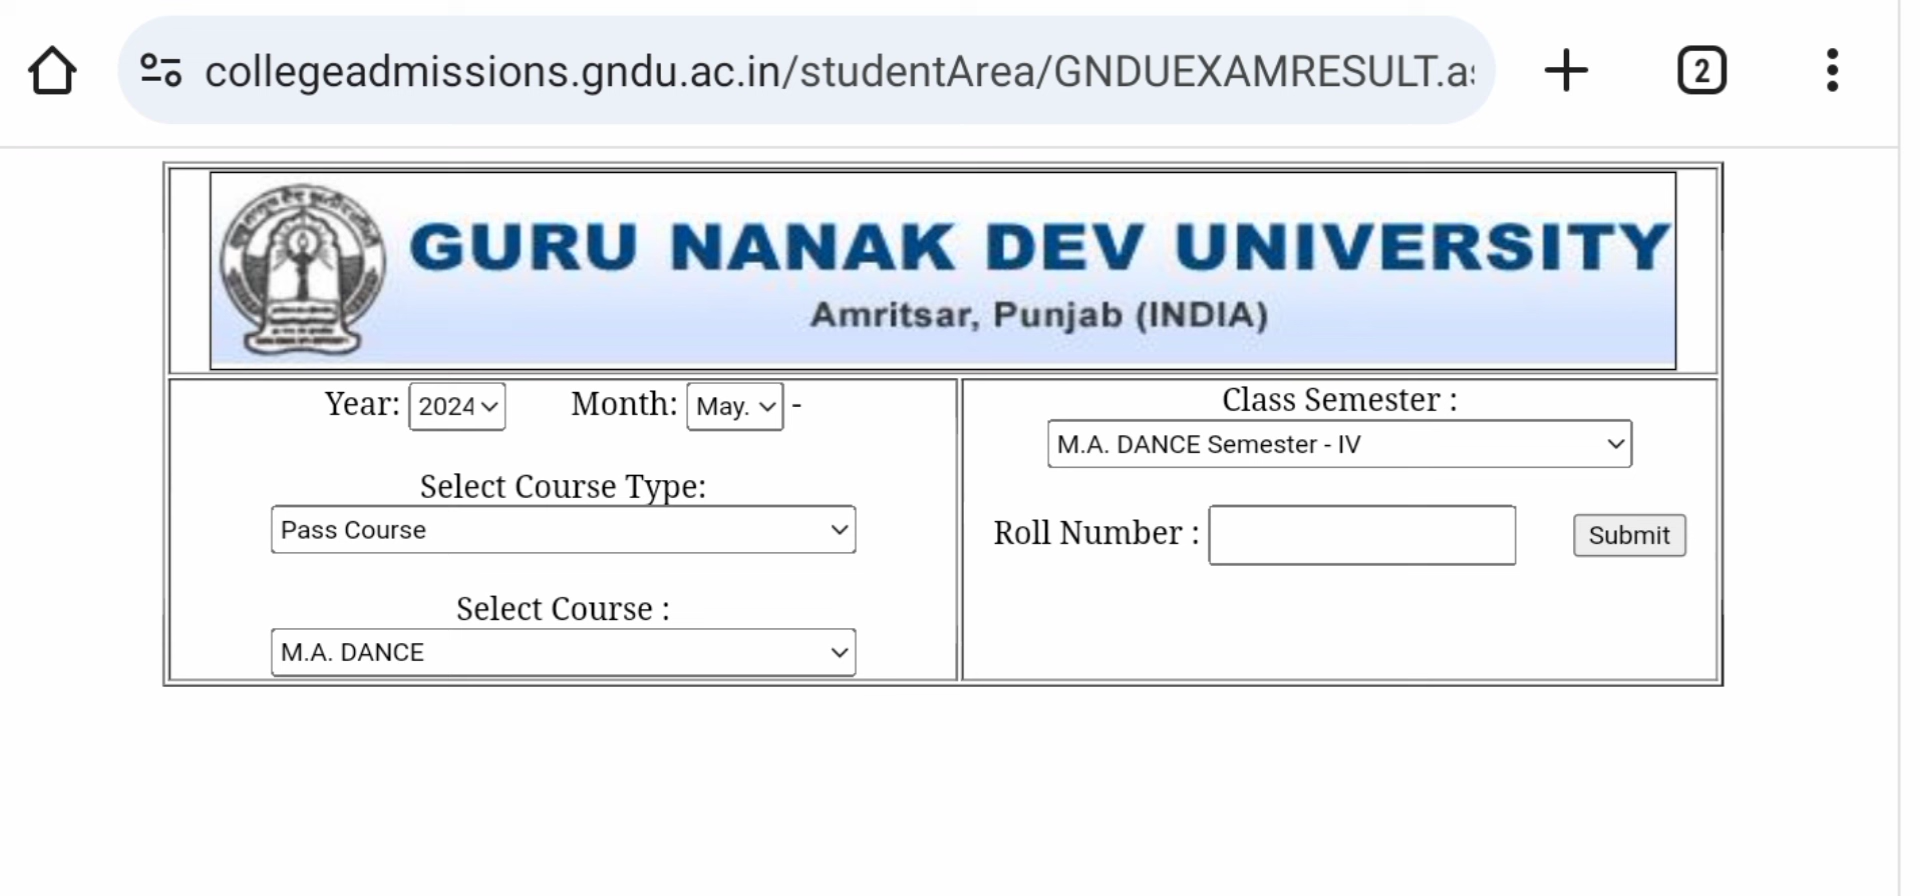 collegeadmissions.gndu.ac.in/studentArea/GNDUEXAMRESULT.as
2
GURU NANAK DEV UNIVERSITY
Amritsar, Punjab (INDIA)
Year: 2024 Month: May. -
Select Course Type:
Pass Course
Select Course :
M.A. DANCE
Class Semester :
M.A. DANCE Semester - IV
Roll Number : Submit